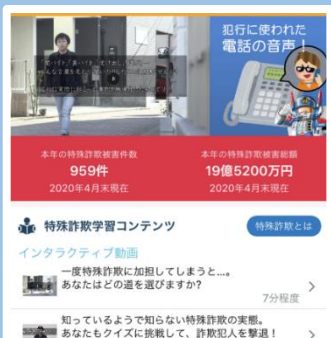 犯行に使われた
電話の音声！
本年の特殊詐欺被害件数
959件
2020年4月末現在
本年の特殊詐欺被害総額
19億5200万円
2020年4月末現在
特殊詐欺学習コンテンツ
特殊詐欺とは
インタラクティブ動画
一度特殊詐欺に加担してしまうと...。
あなたはどの道を選びますか？
7分程度
知っているようで知らない特殊詐欺の実態。
あなたもクイズに挑戦して、詐欺犯人を撃退！